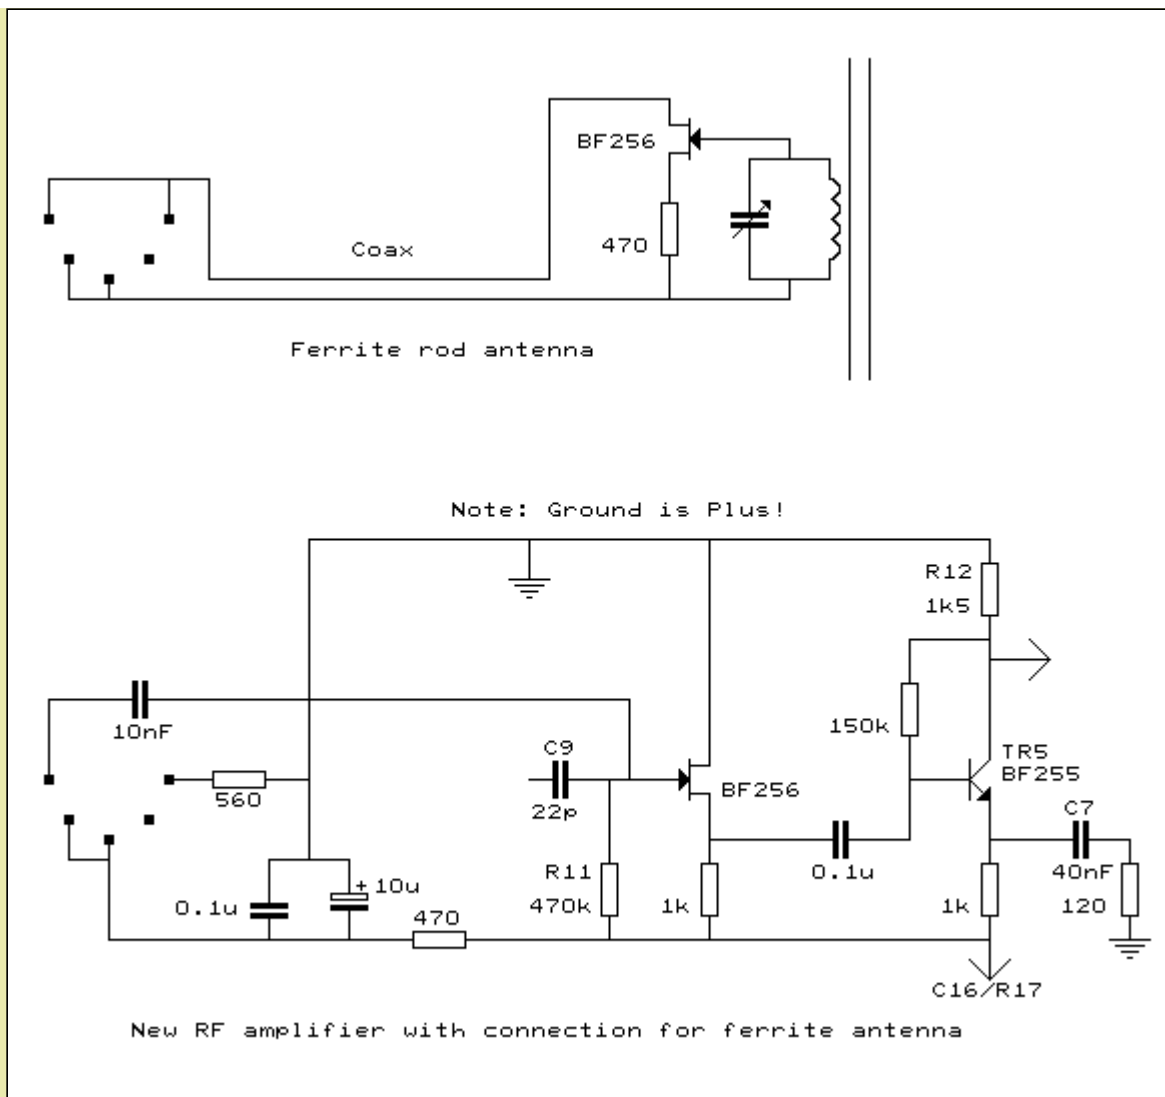 BF256
470
Coax
Ferrite rod antenna
Note: Ground is Plus!
R12
1k5
10nF
150k
C9
22p
TR5
BF255
560
BF256
C7
40nF
0.1u
+
10u
R11
470k
0.1u
470
1k
1k
120
C16/R17
New RF amplifier with connection for ferrite antenna